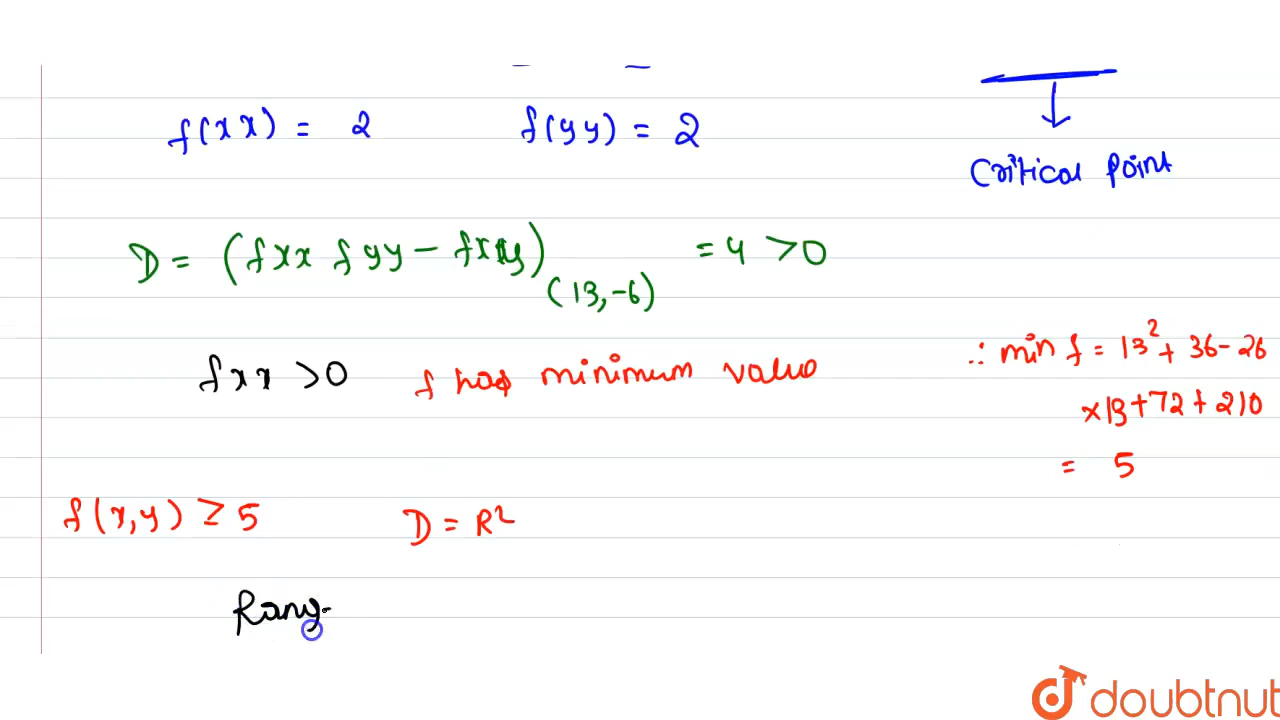 f(xx) = 2 f(yy) = 2
Critical point
D = (fxx fyy - fxy)(13,-6) = 4 >0
fxx >0 f has minimum value
∴ min f = 13² + 36 - 26
x13 + 72 + 210
= 5
f(x,y) ≥ 5 D = R²
Rang
doubtnut